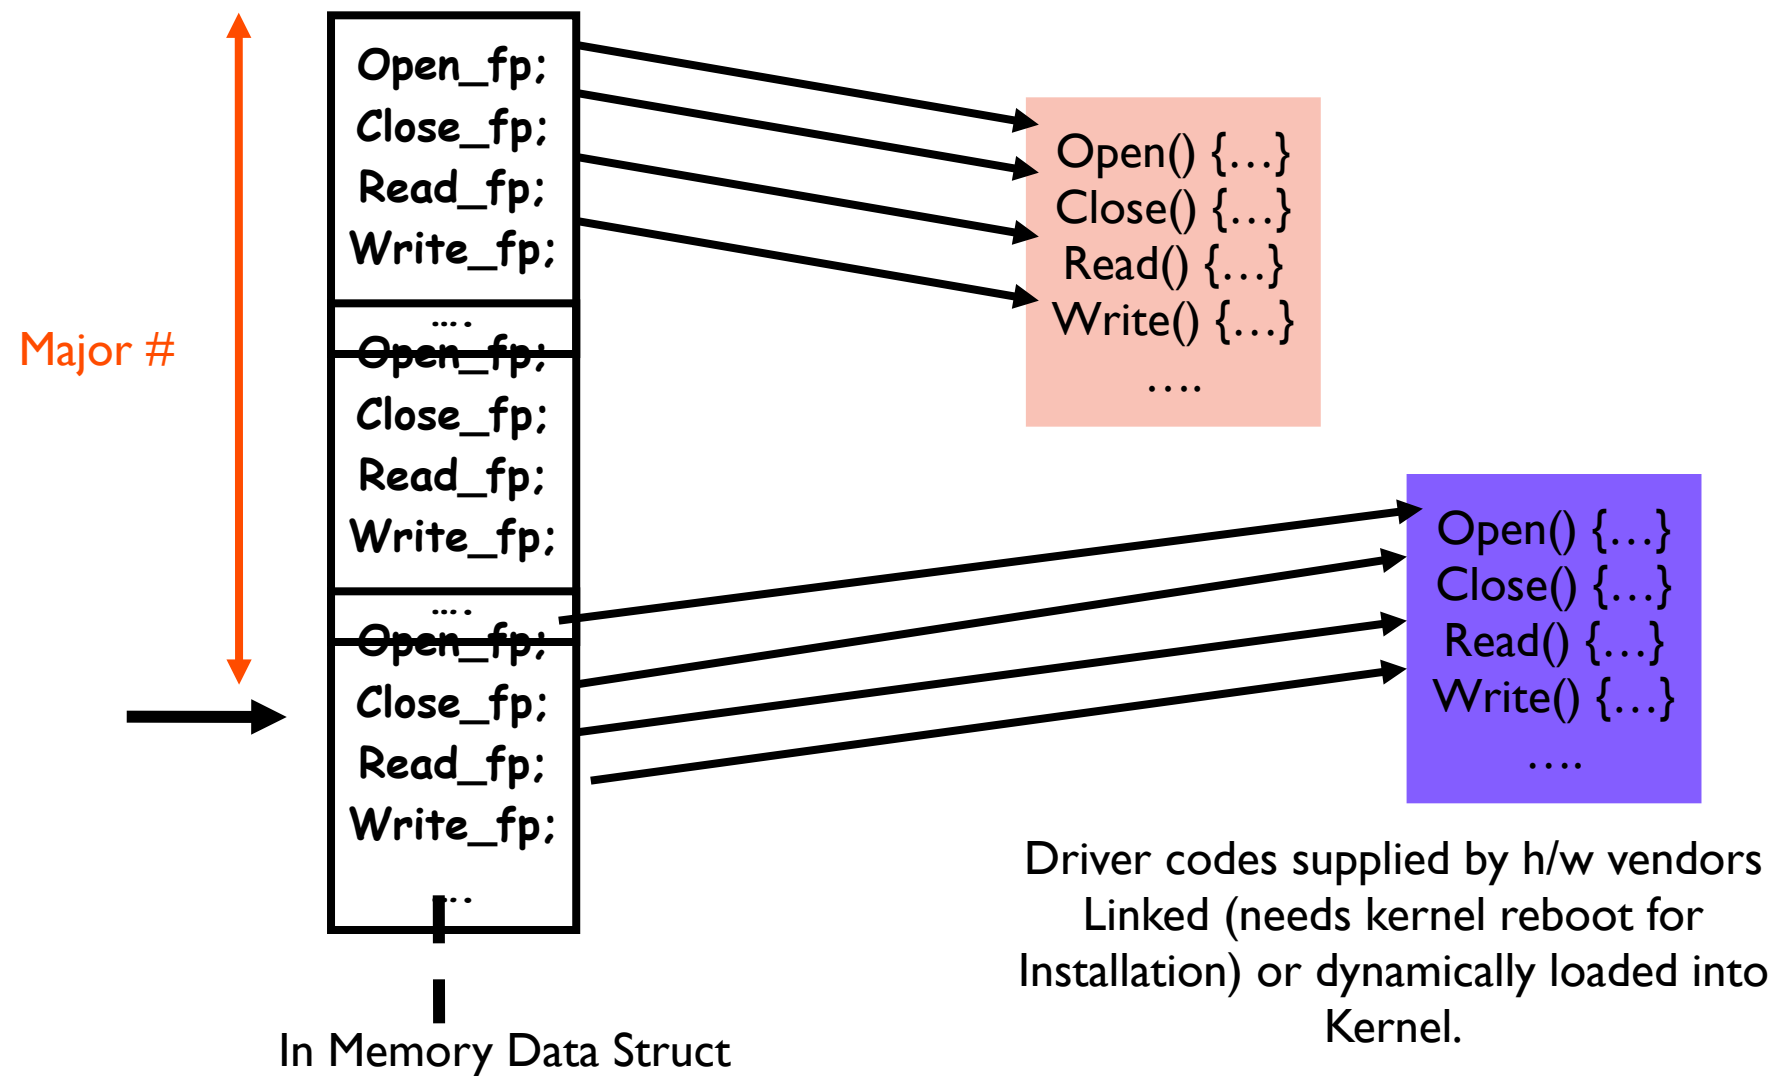 Major #
Open_fp;
Close_fp;
Read_fp;
Write_fp;
….
Open_fp;
Close_fp;
Read_fp;
Write_fp;
….
Open_fp;
Close_fp;
Read_fp;
Write_fp;
….
In Memory Data Struct
Open() {…}
Close() {…}
Read() {…}
Write() {…}
….
Open() {…}
Close() {…}
Read() {…}
Write() {…}
….
Driver codes supplied by h/w vendors
Linked (needs kernel reboot for
Installation) or dynamically loaded into
Kernel.